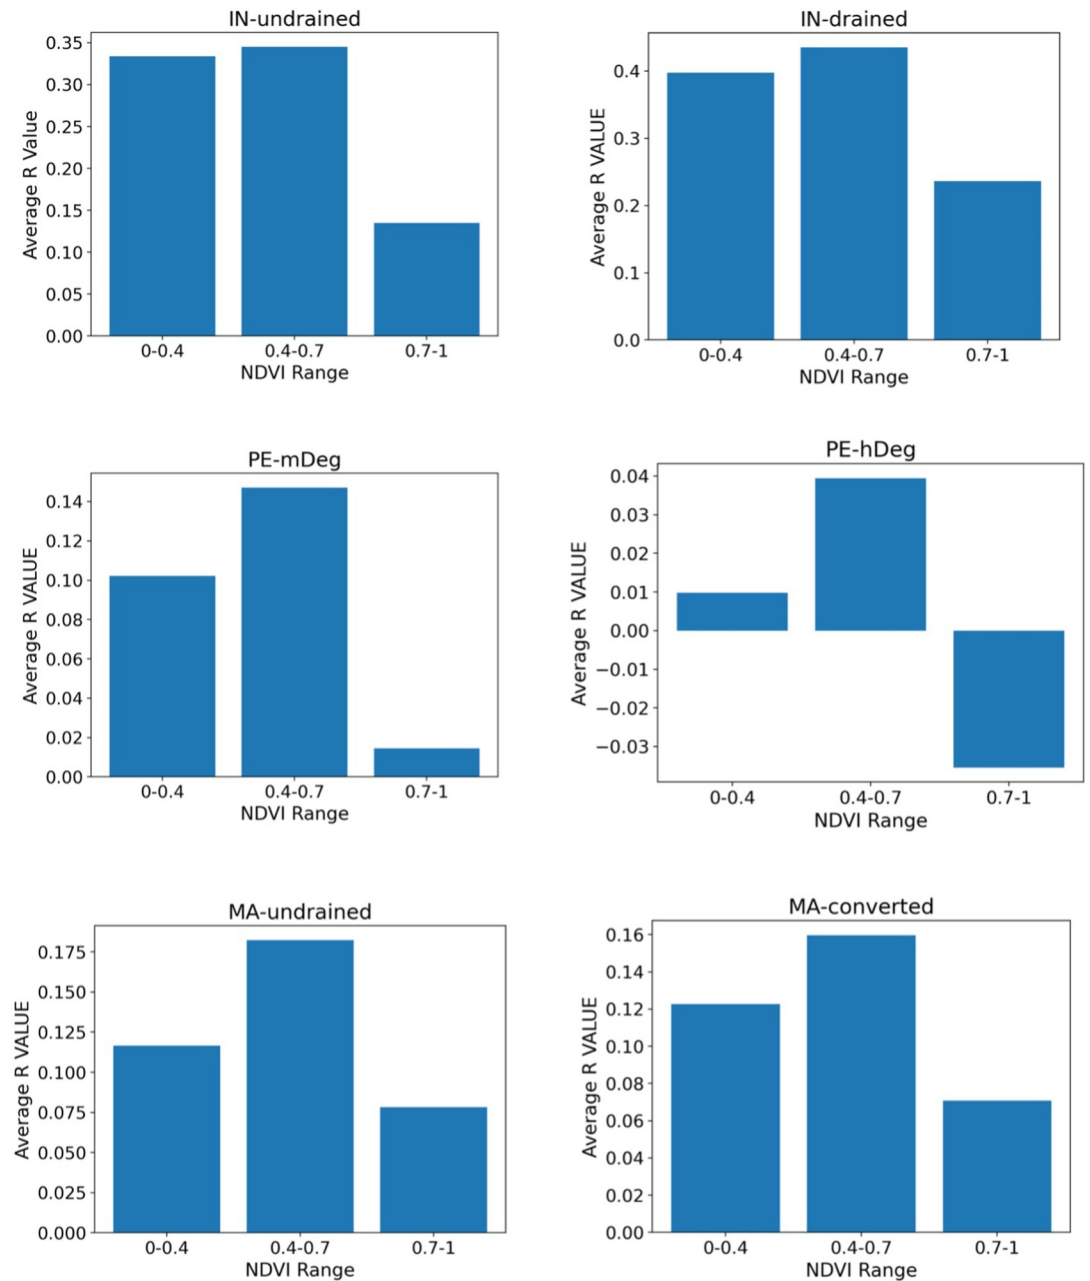 IN-undrained
Average R Value
0.35
0.30
0.25
0.20
0.15
0.10
0.05
0.00
0-0.4 0.4-0.7 0.7-1
NDVI Range
IN-drained
Average R VALUE
0.4
0.3
0.2
0.1
0.0
0-0.4 0.4-0.7 0.7-1
NDVI Range
PE-mDeg
Average R VALUE
0.14
0.12
0.10
0.08
0.06
0.04
0.02
0.00
0-0.4 0.4-0.7 0.7-1
NDVI Range
PE-hDeg
Average R VALUE
0.04
0.03
0.02
0.01
0.00
−0.01
−0.02
−0.03
0-0.4 0.4-0.7 0.7-1
NDVI Range
MA-undrained
Average R VALUE
0.175
0.150
0.125
0.100
0.075
0.050
0.025
0.000
0-0.4 0.4-0.7 0.7-1
NDVI Range
MA-converted
Average R VALUE
0.16
0.14
0.12
0.10
0.08
0.06
0.04
0.02
0.00
0-0.4 0.4-0.7 0.7-1
NDVI Range